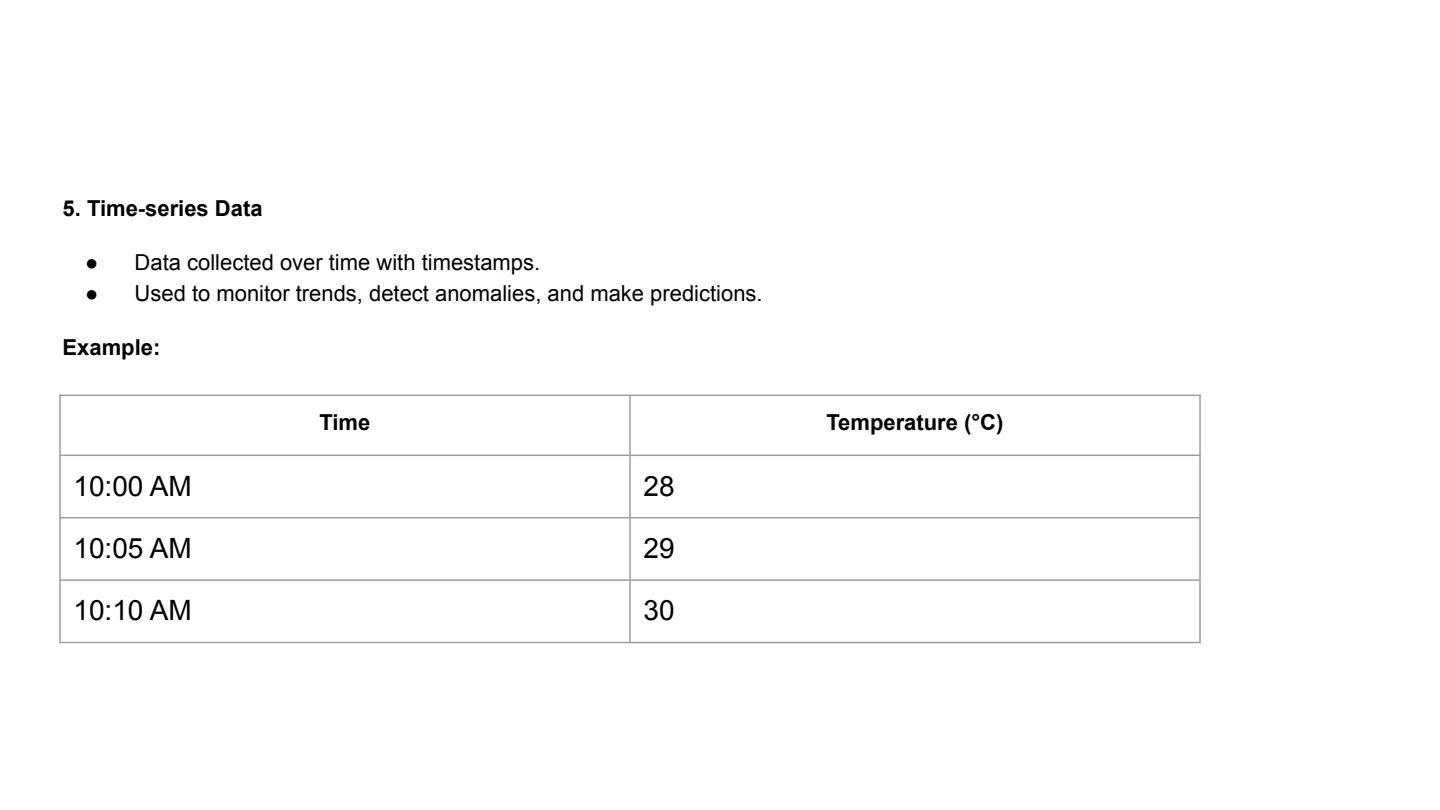 5. Time-series Data
● Data collected over time with timestamps.
● Used to monitor trends, detect anomalies, and make predictions.
Example:
Time Temperature (°C)
10:00 AM 28
10:05 AM 29
10:10 AM 30